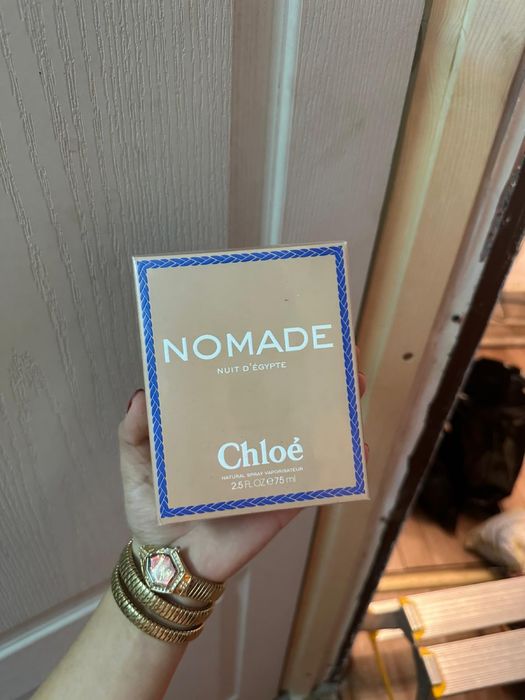 NOMADE
NUIT D'ÉGYPTE
Chloé
NATURAL SPRAY VAPORISATEUR
2.5 FL.OZ e 75 ml